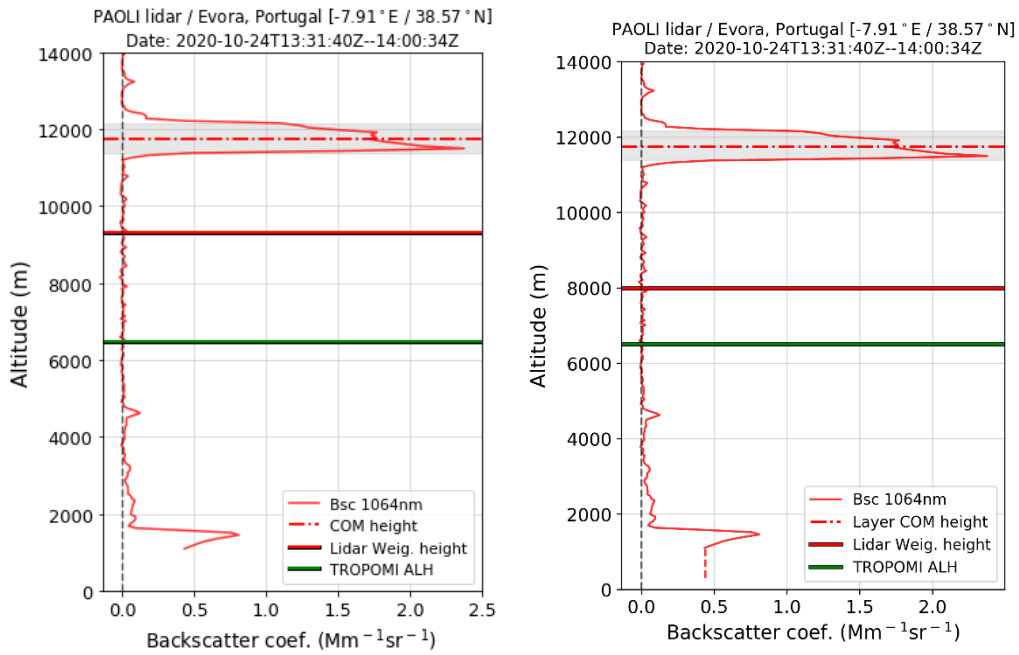 PAOLI lidar / Evora, Portugal [-7.91°E / 38.57°N]
Date: 2020-10-24T13:31:40Z--14:00:34Z
14000
12000
10000
8000
6000
4000
2000
0
Altitude (m)
Bsc 1064nm
COM height
Lidar Weig. height
TROPOMI ALH
0.0 0.5 1.0 1.5 2.0 2.5
Backscatter coef. (Mm⁻¹sr⁻¹)
PAOLI lidar / Evora, Portugal [-7.91°E / 38.57°N]
Date: 2020-10-24T13:31:40Z--14:00:34Z
14000
12000
10000
8000
6000
4000
2000
0
Altitude (m)
Bsc 1064nm
Layer COM height
Lidar Weig. height
TROPOMI ALH
0.0 0.5 1.0 1.5 2.0
Backscatter coef. (Mm⁻¹sr⁻¹)